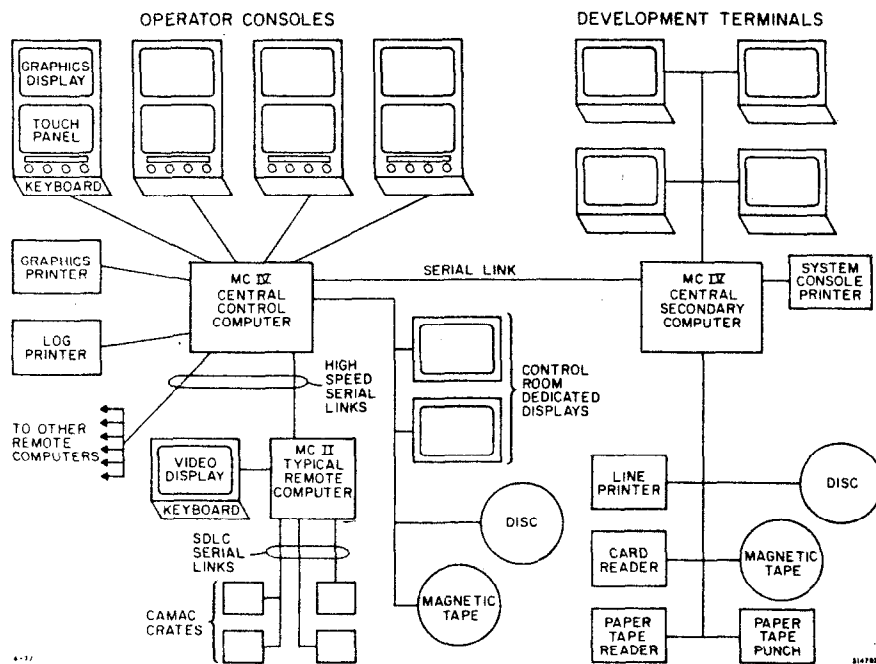 OPERATOR CONSOLES
DEVELOPMENT TERMINALS
GRAPHICS
DISPLAY
TOUCH
PANEL
KEYBOARD
GRAPHICS
PRINTER
LOG
PRINTER
MC IV
CENTRAL
CONTROL
COMPUTER
SERIAL LINK
MC IV
CENTRAL
SECONDARY
COMPUTER
SYSTEM
CONSOLE
PRINTER
HIGH
SPEED
SERIAL
LINKS
CONTROL
ROOM
DEDICATED
DISPLAYS
TO OTHER
REMOTE
COMPUTERS
VIDEO
DISPLAY
KEYBOARD
MC II
TYPICAL
REMOTE
COMPUTER
SDLC
SERIAL
LINKS
CAMAC
CRATES
DISC
MAGNETIC
TAPE
LINE
PRINTER
DISC
CARD
READER
MAGNETIC
TAPE
PAPER
TAPE
READER
PAPER
TAPE
PUNCH
6-77